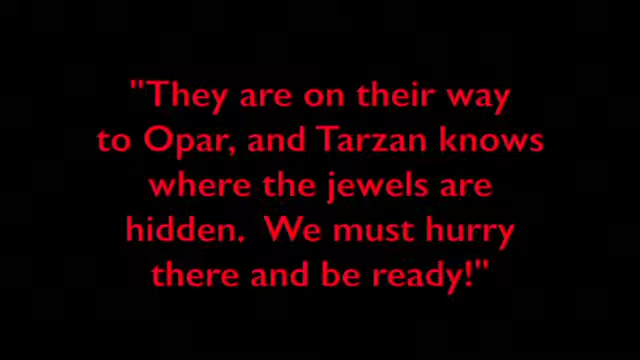 "They are on their way
to Opar, and Tarzan knows
where the jewels are
hidden.  We must hurry
there and be ready!"